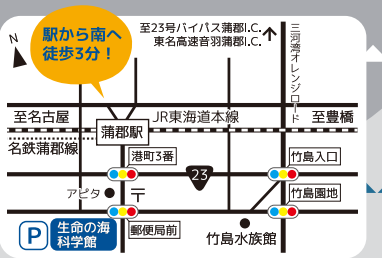 N
駅から南へ
徒歩3分!
至23号バイパス蒲郡I.C.
東名高速音羽蒲郡I.C.
三河湾オレンジロード
至名古屋
JR東海道本線
至豊橋
蒲郡駅
名鉄蒲郡線
港町3番
23
竹島入口
アピタ
〒
竹島園地
P
生命の海
科学館
郵便局前
竹島水族館